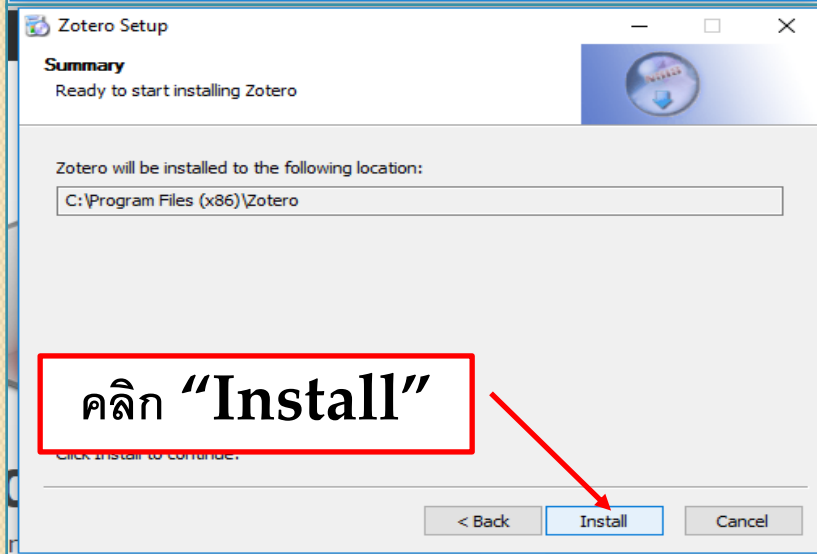 Zotero Setup
Summary
Ready to start installing Zotero
Zotero will be installed to the following location:
C:\Program Files (x86)\Zotero
คลิก “Install”
Click Install to continue.
< Back
Install
Cancel